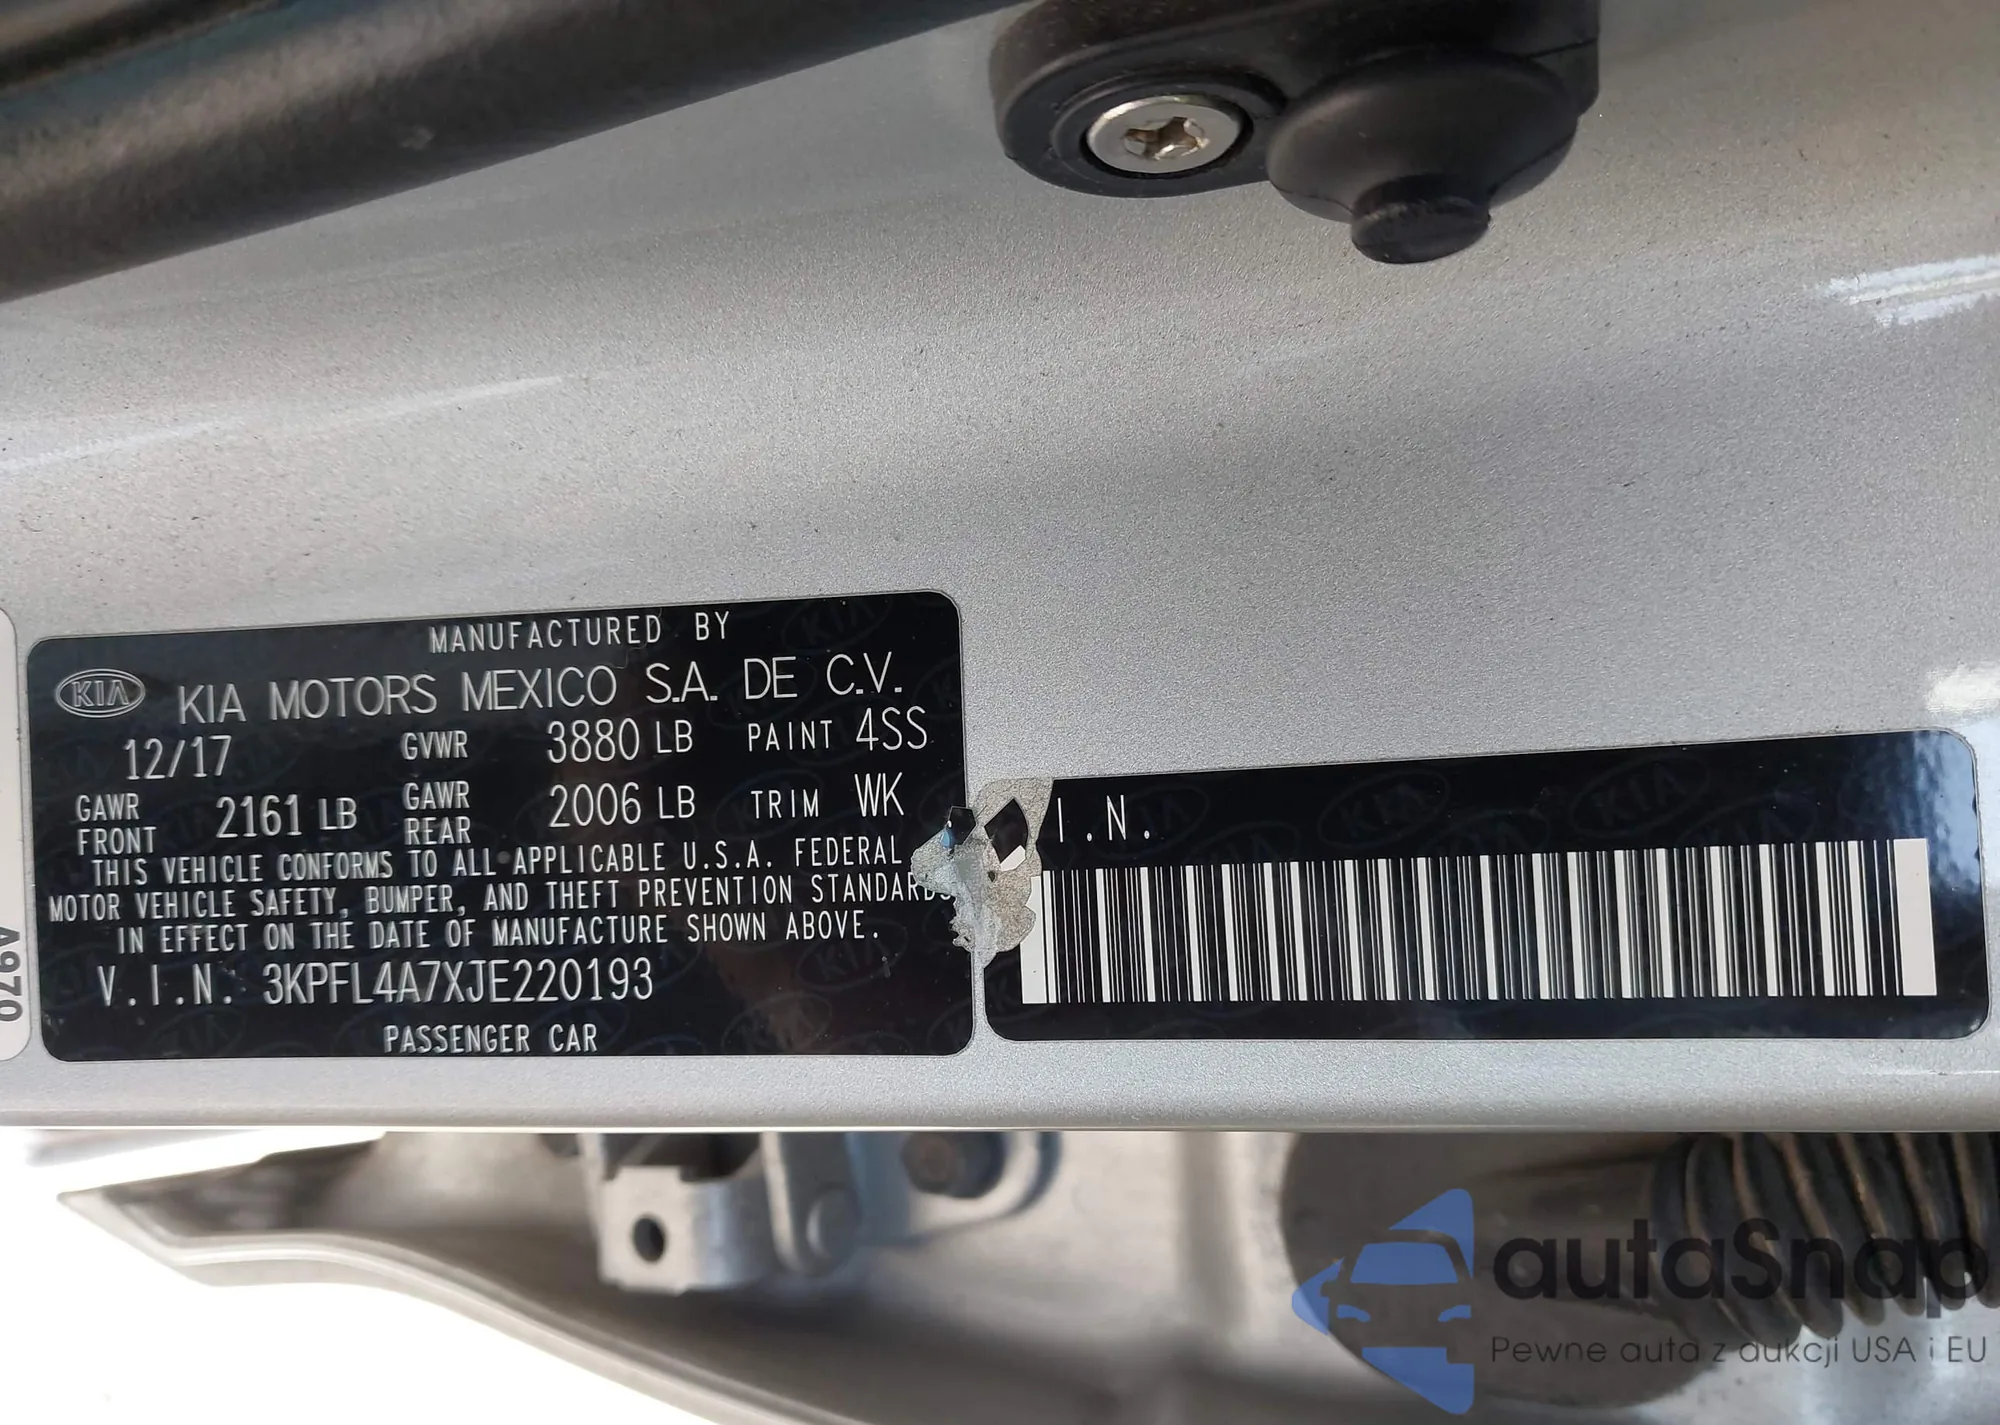 MANUFACTURED BY
KIA KIA MOTORS MEXICO S.A. DE C.V.
12/17 GVWR 3880 LB PAINT 4SS
GAWR FRONT 2161 LB GAWR REAR 2006 LB TRIM WK
THIS VEHICLE CONFORMS TO ALL APPLICABLE U.S.A. FEDERAL
MOTOR VEHICLE SAFETY, BUMPER, AND THEFT PREVENTION STANDARDS
IN EFFECT ON THE DATE OF MANUFACTURE SHOWN ABOVE.
V.I.N. 3KPFL4A7XJE220193
PASSENGER CAR
I.N.
A970
autaSnap
Pewne auta z aukcji USA i EU